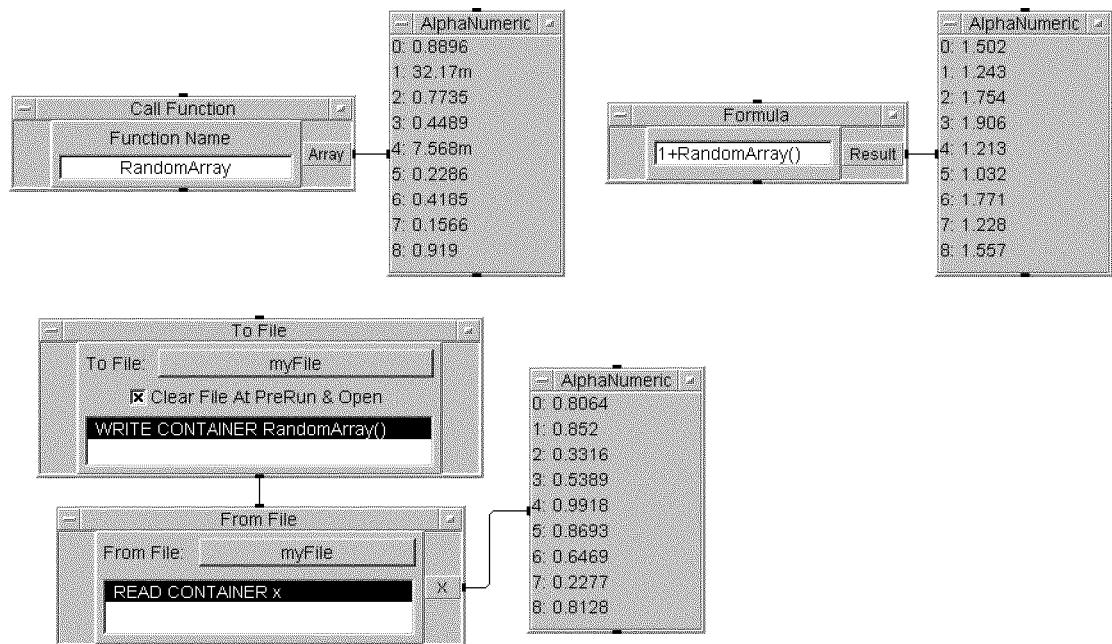 Call Function
Function Name
RandomArray
Array
AlphaNumeric
0: 0.8896
1: 32.17m
2: 0.7735
3: 0.4489
4: 7.568m
5: 0.2286
6: 0.4185
7: 0.1566
8: 0.919
Formula
1+RandomArray()
Result
AlphaNumeric
0: 1.502
1: 1.243
2: 1.754
3: 1.906
4: 1.213
5: 1.032
6: 1.771
7: 1.228
8: 1.557
To File
To File: myFile
Clear File At PreRun & Open
WRITE CONTAINER RandomArray()
From File
From File: myFile
READ CONTAINER x
X
AlphaNumeric
0: 0.8064
1: 0.852
2: 0.3316
3: 0.5389
4: 0.9918
5: 0.8693
6: 0.6469
7: 0.2277
8: 0.8128